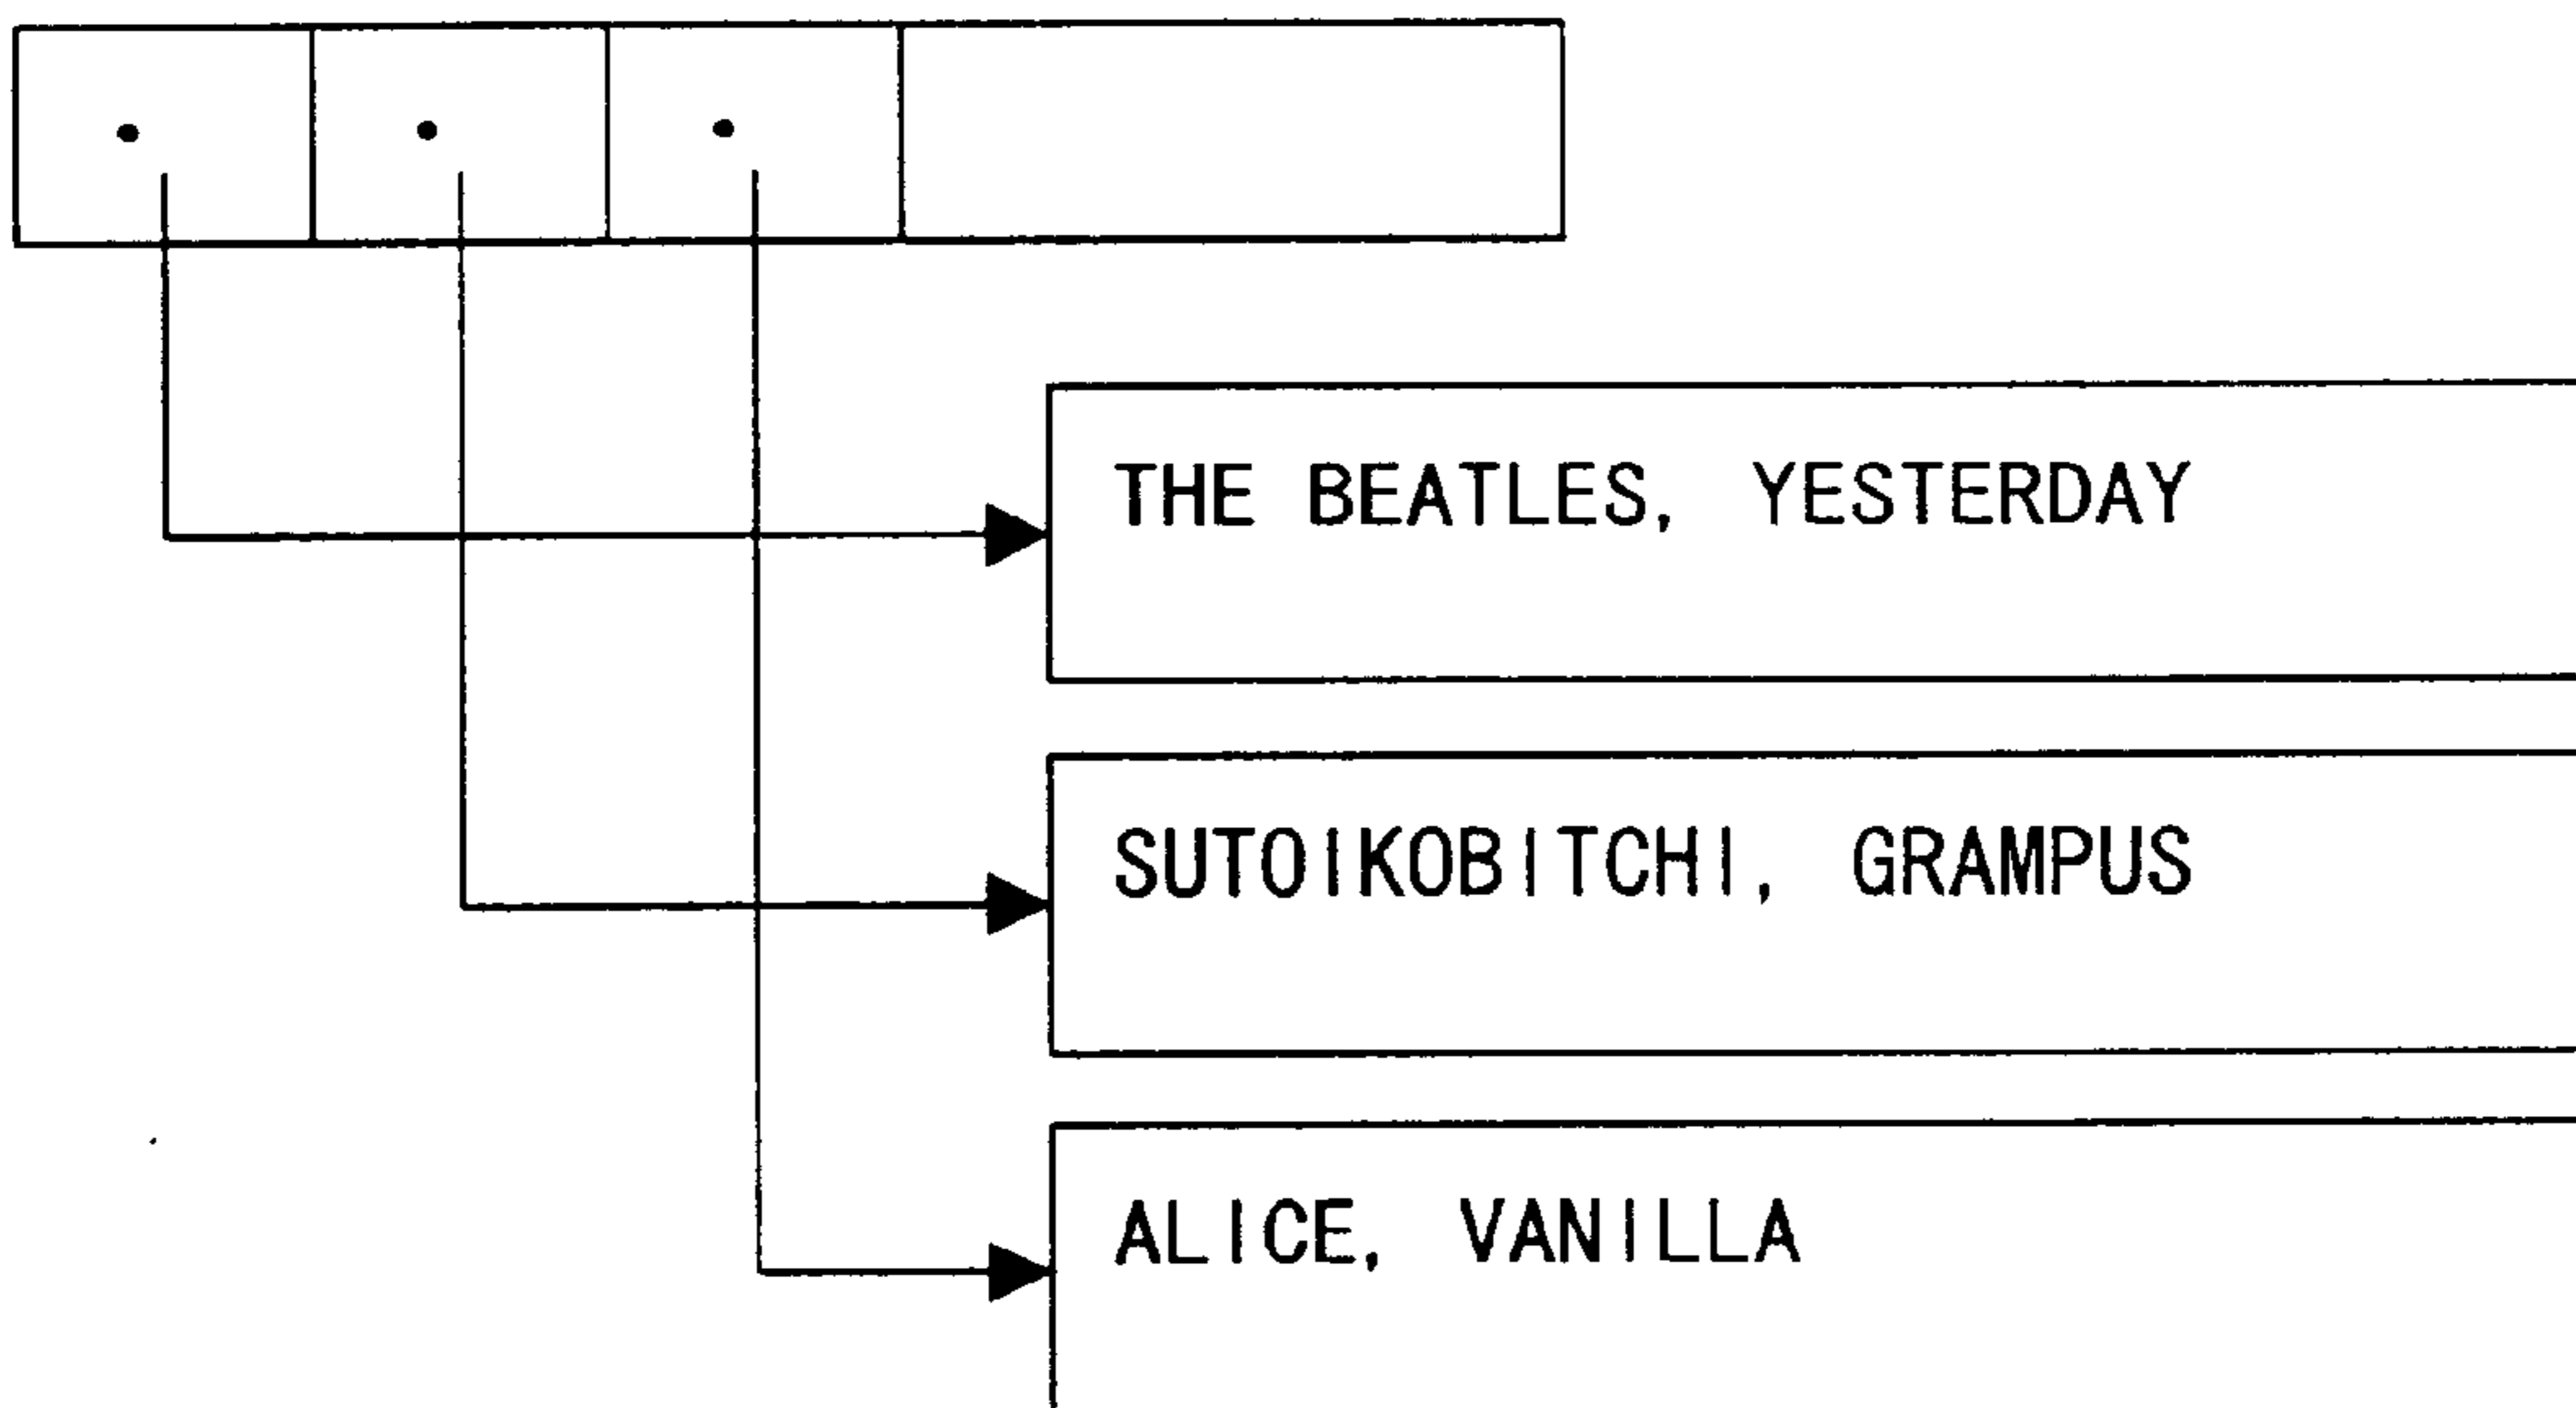 THE BEATLES, YESTERDAY
SUTOIKOBITCHI, GRAMPUS
ALICE, VANILLA